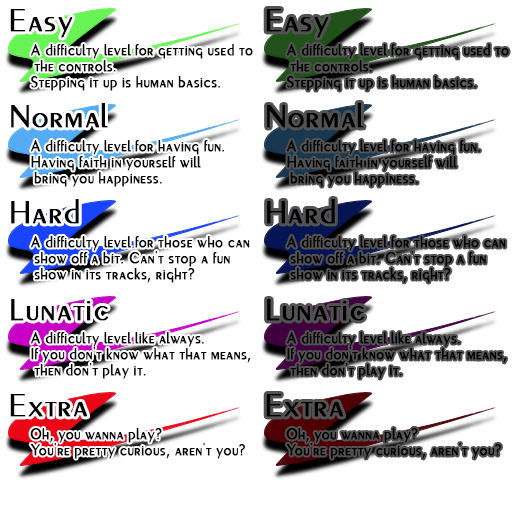 Easy
A difficulty level for getting used to
the controls.
Stepping it up is human basics.
Easy
A difficulty level for getting used to
the controls.
Stepping it up is human basics.
Normal
A difficulty level for having fun.
Having faith in yourself will
bring you happiness.
Normal
A difficulty level for having fun.
Having faith in yourself will
bring you happiness.
Hard
A difficulty level for those who can
show off a bit. Can't stop a fun
show in its tracks, right?
Hard
A difficulty level for those who can
show off a bit. Can't stop a fun
show in its tracks, right?
Lunatic
A difficulty level like always.
If you don't know what that means,
then don't play it.
Lunatic
A difficulty level like always.
If you don't know what that means,
then don't play it.
Extra
Oh, you wanna play?
You're pretty curious, aren't you?
Extra
Oh, you wanna play?
You're pretty curious, aren't you?